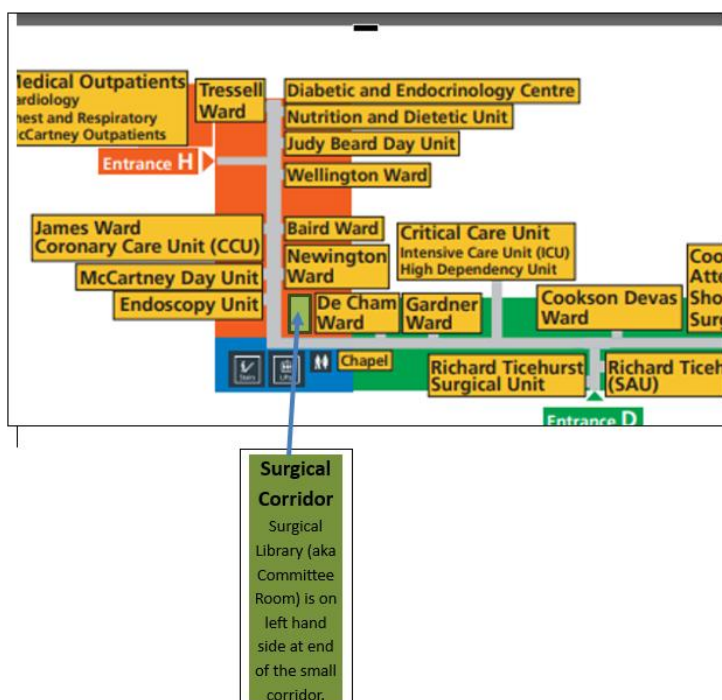 Medical Outpatients
Cardiology
Chest and Respiratory
McCartney Outpatients
Tressell
Ward
Diabetic and Endocrinology Centre
Nutrition and Dietetic Unit
Judy Beard Day Unit
Entrance H
Wellington Ward
James Ward
Coronary Care Unit (CCU)
Baird Ward
Critical Care Unit
Intensive Care Unit (ICU)
High Dependency Unit
McCartney Day Unit
Newington
Ward
Endoscopy Unit
De Cham
Ward
Gardner
Ward
Cookson Devas
Ward
Coo
Atte
Sho
Surg
Stairs
Lifts
Chapel
Richard Ticehurst
Surgical Unit
Richard Ticeh
(SAU)
Entrance D
Surgical
Corridor
Surgical
Library (aka
Committee
Room) is on
left hand
side at end
of the small
corridor.